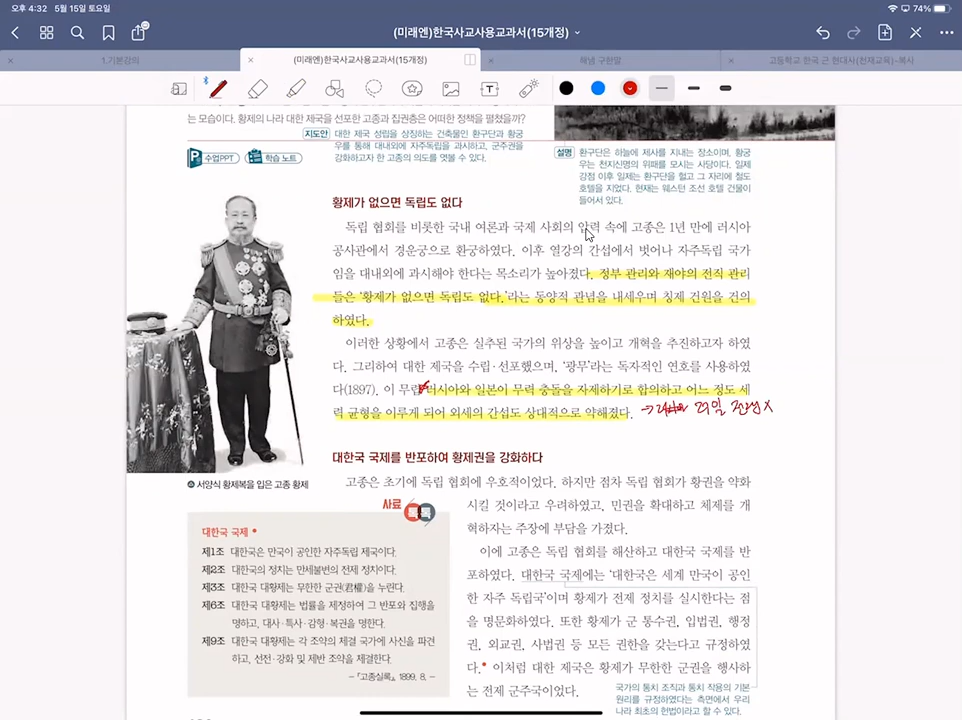 오후 4:32 5월 15일 토요일
74%
(미래엔)한국사교사용교과서(15개정)
1.기본강의
(미래엔)한국사교사용교과서(15개정)
해냄 구한말
고등학교 한국 근 현대사(천재교육)-복사
는 모습이다. 황제의 나라 대한 제국을 선포한 고종과 집권층은 어떠한 정책을 펼쳤을까?
지도안 대한 제국 성립을 상징하는 건축물인 환구단과 황궁
우를 통해 대내외에 자주독립을 과시하고, 군주권을
강화하고자 한 고종의 의도를 엿볼 수 있다.
P 수업PPT 학습 노트
설명 환구단은 하늘에 제사를 지내는 장소이며, 황궁
우는 천지신명의 위패를 모시는 사당이다. 일제
강점 이후 일제는 환구단을 헐고 그 자리에 철도
호텔을 지었다. 현재는 웨스턴 조선 호텔 건물이
들어서 있다.
황제가 없으면 독립도 없다
독립 협회를 비롯한 국내 여론과 국제 사회의 압력 속에 고종은 1년 만에 러시아
공사관에서 경운궁으로 환궁하였다. 이후 열강의 간섭에서 벗어나 자주독립 국가
임을 대내외에 과시해야 한다는 목소리가 높아졌다. 정부 관리와 재야의 전직 관리
들은 ‘황제가 없으면 독립도 없다.’라는 동양적 관념을 내세우며 칭제 건원을 건의
하였다.
이러한 상황에서 고종은 실추된 국가의 위상을 높이고 개혁을 추진하고자 하였
다. 그리하여 대한 제국을 수립·선포했으며, ‘광무’라는 독자적인 연호를 사용하였
다(1897). 이 무렵 러시아와 일본이 무력 충돌을 자제하기로 합의하고 어느 정도 세
력 균형을 이루게 되어 외세의 간섭도 상대적으로 약해졌다.
→ 러일 전쟁 X
서양식 황제복을 입은 고종 황제
대한국 국제를 반포하여 황제권을 강화하다
고종은 초기에 독립 협회에 우호적이었다. 하지만 점차 독립 협회가 황권을 약화
시킬 것이라고 우려하였고, 민권을 확대하고 체제를 개
혁하자는 주장에 부담을 가졌다.
이에 고종은 독립 협회를 해산하고 대한국 국제를 반
포하였다. 대한국 국제에는 ‘대한국은 세계 만국이 공인
한 자주 독립국’이며 황제가 전제 정치를 실시한다는 점
을 명문화하였다. 또한 황제가 군 통수권, 입법권, 행정
권, 외교권, 사법권 등 모든 권한을 갖는다고 규정하였
다. 이처럼 대한 제국은 황제가 무한한 군권을 행사하
는 전제 군주국이었다.
국가의 통치 조직과 통치 작용의 기본
원리를 규정하였다는 측면에서 우리
나라 최초의 헌법이라고 할 수 있다.
사료 톡톡
대한국 국제
제1조 대한국은 만국이 공인한 자주독립 제국이다.
제2조 대한국의 정치는 만세불변의 전제 정치이다.
제3조 대한국 대황제는 무한한 군권(君權)을 누린다.
제6조 대한국 대황제는 법률을 제정하여 그 반포와 집행을
명하고, 대사·특사·감형·복권을 명한다.
제9조 대한국 대황제는 각 조약의 체결 국가에 사신을 파견
하고, 선전·강화 및 제반 조약을 체결한다.
- 『고종실록』, 1899. 8. -